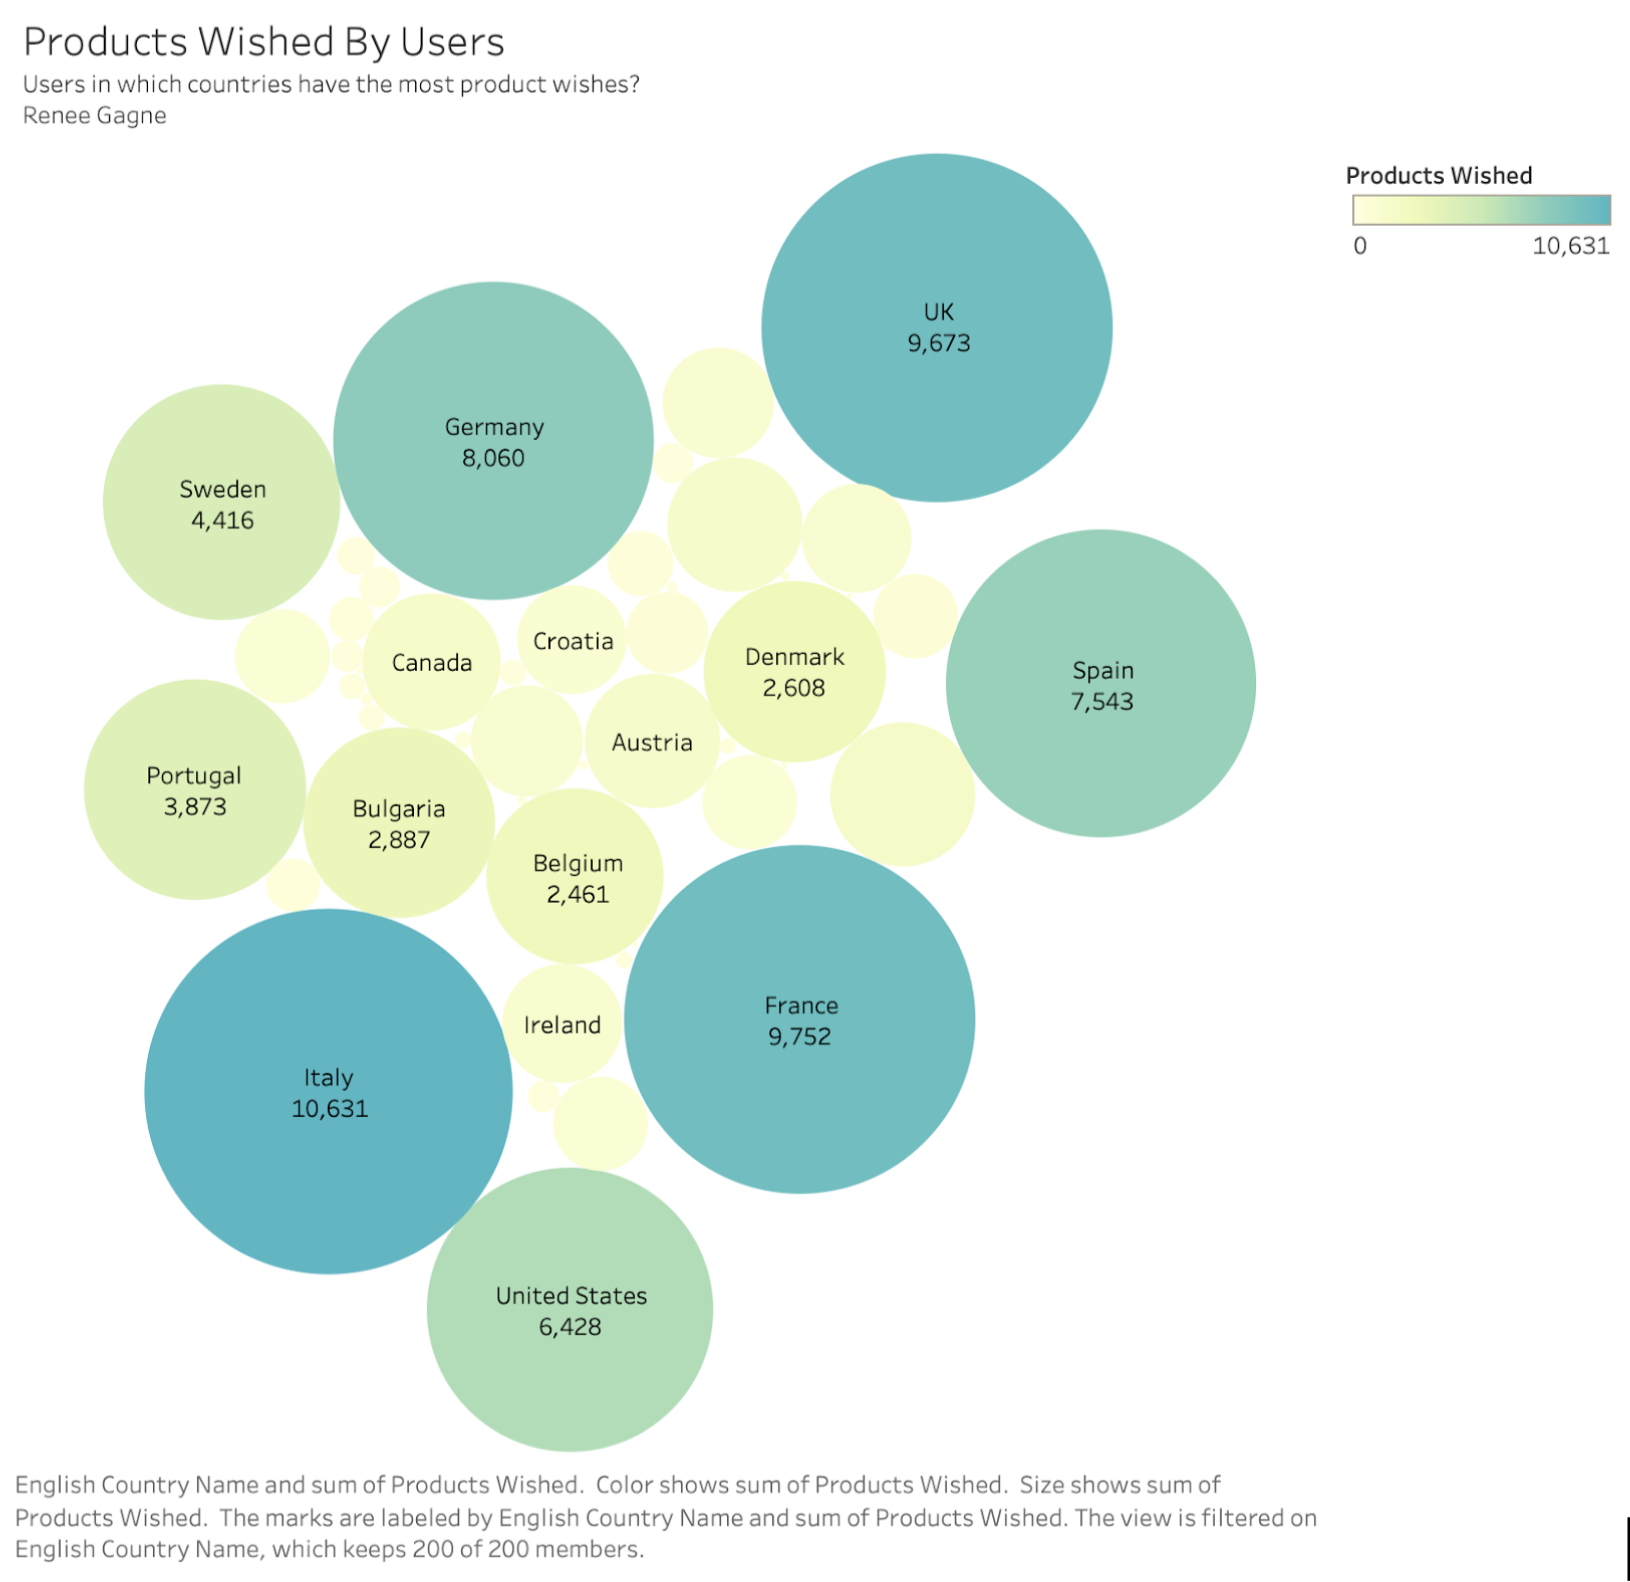 Products Wished By Users
Users in which countries have the most product wishes?
Renee Gagne
Products Wished
0 10,631
UK
9,673
Germany
8,060
Sweden
4,416
Croatia
Canada
Denmark
2,608
Spain
7,543
Austria
Portugal
3,873
Bulgaria
2,887
Belgium
2,461
France
9,752
Ireland
Italy
10,631
United States
6,428
English Country Name and sum of Products Wished.  Color shows sum of Products Wished.  Size shows sum of
Products Wished.  The marks are labeled by English Country Name and sum of Products Wished. The view is filtered on
English Country Name, which keeps 200 of 200 members.